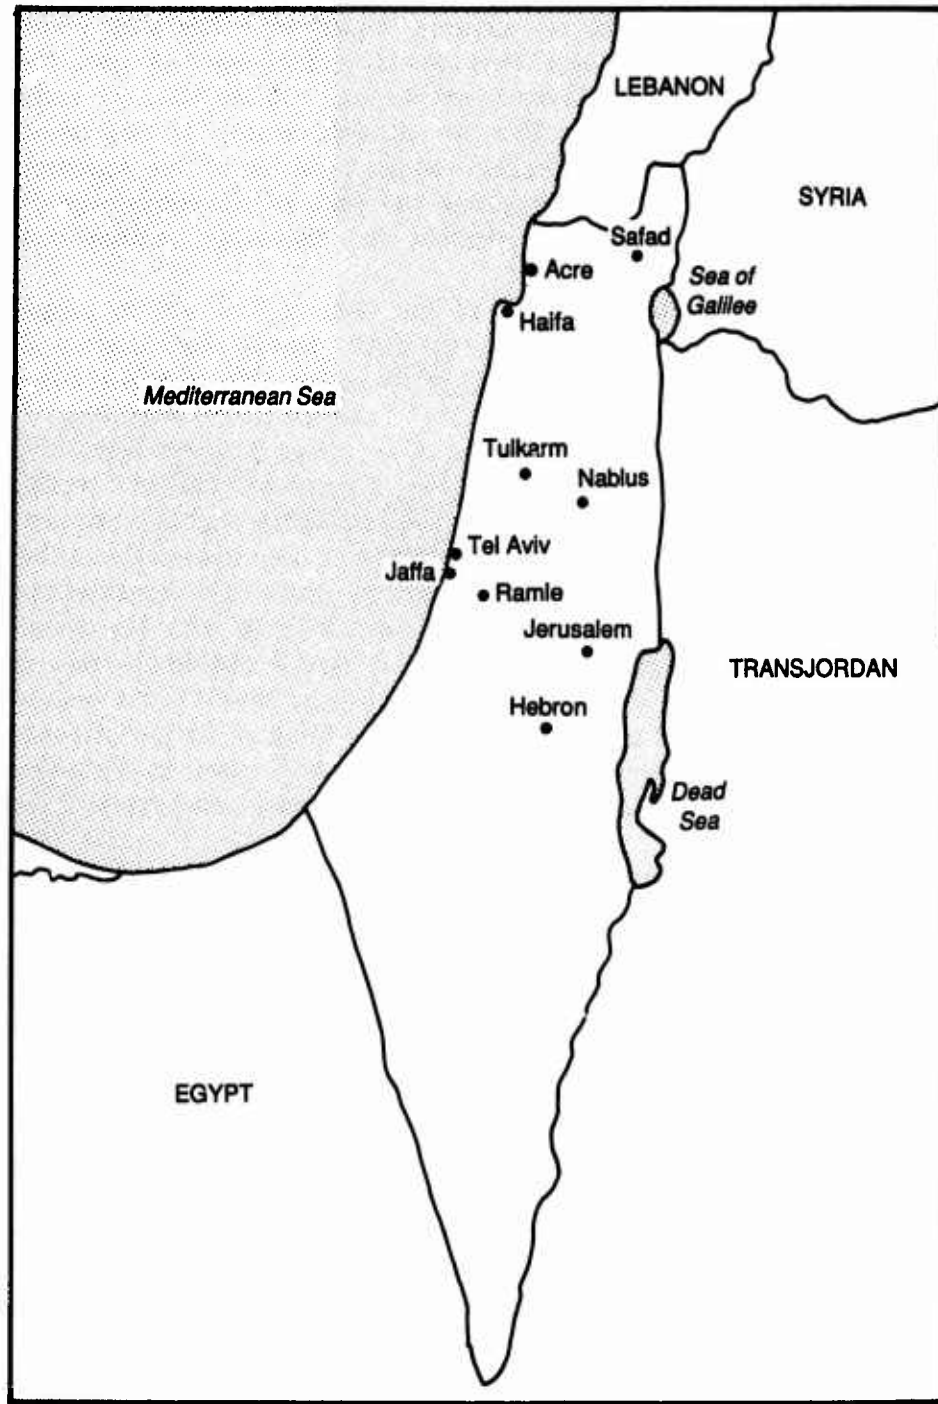 LEBANON
SYRIA
Safad
Acre
Sea of
Galilee
Haifa
Mediterranean Sea
Tulkarm
Nablus
Tel Aviv
Jaffa
Ramle
Jerusalem
TRANSJORDAN
Hebron
Dead
Sea
EGYPT